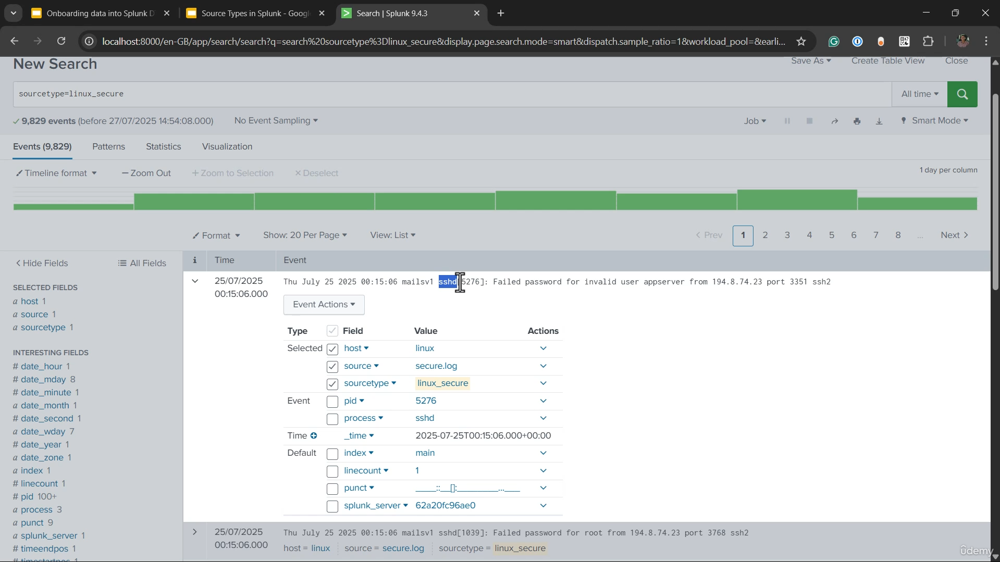 Onboarding data into Splunk D
Source Types in Splunk - Googl
Search | Splunk 9.4.3
localhost:8000/en-GB/app/search/search?q=search%20sourcetype%3Dlinux_secure&display.page.search.mode=smart&dispatch.sample_ratio=1&workload_pool=&earli...
New Search
Save As
Create Table View
Close
sourcetype=linux_secure
All time
9,829 events (before 27/07/2025 14:54:08.000)
No Event Sampling
Job
Smart Mode
Events (9,829)
Patterns
Statistics
Visualization
Timeline format
– Zoom Out
+ Zoom to Selection
× Deselect
1 day per column
Format
Show: 20 Per Page
View: List
< Prev
1
2
3
4
5
6
7
8
...
Next >
< Hide Fields
All Fields
SELECTED FIELDS
a host 1
a source 1
a sourcetype 1
INTERESTING FIELDS
# date_hour 1
# date_mday 8
# date_minute 1
a date_month 1
# date_second 1
a date_wday 7
# date_year 1
a date_zone 1
a index 1
# linecount 1
# pid 100+
a process 3
a punct 9
a splunk_server 1
# timeendpos 1
# timestartpos 1
i
Time
Event
25/07/2025
00:15:06.000
Thu July 25 2025 00:15:06 mailsv1 sshd[5276]: Failed password for invalid user appserver from 194.8.74.23 port 3351 ssh2
Event Actions
Type
Field
Value
Actions
Selected
host
linux
source
secure.log
sourcetype
linux_secure
Event
pid
5276
process
sshd
Time
_time
2025-07-25T00:15:06.000+00:00
Default
index
main
linecount
1
punct
____::__[]:__________...____
splunk_server
62a20fc96ae0
25/07/2025
00:15:06.000
Thu July 25 2025 00:15:06 mailsv1 sshd[1039]: Failed password for root from 194.8.74.23 port 3768 ssh2
host = linux
source = secure.log
sourcetype = linux_secure
ûdemy